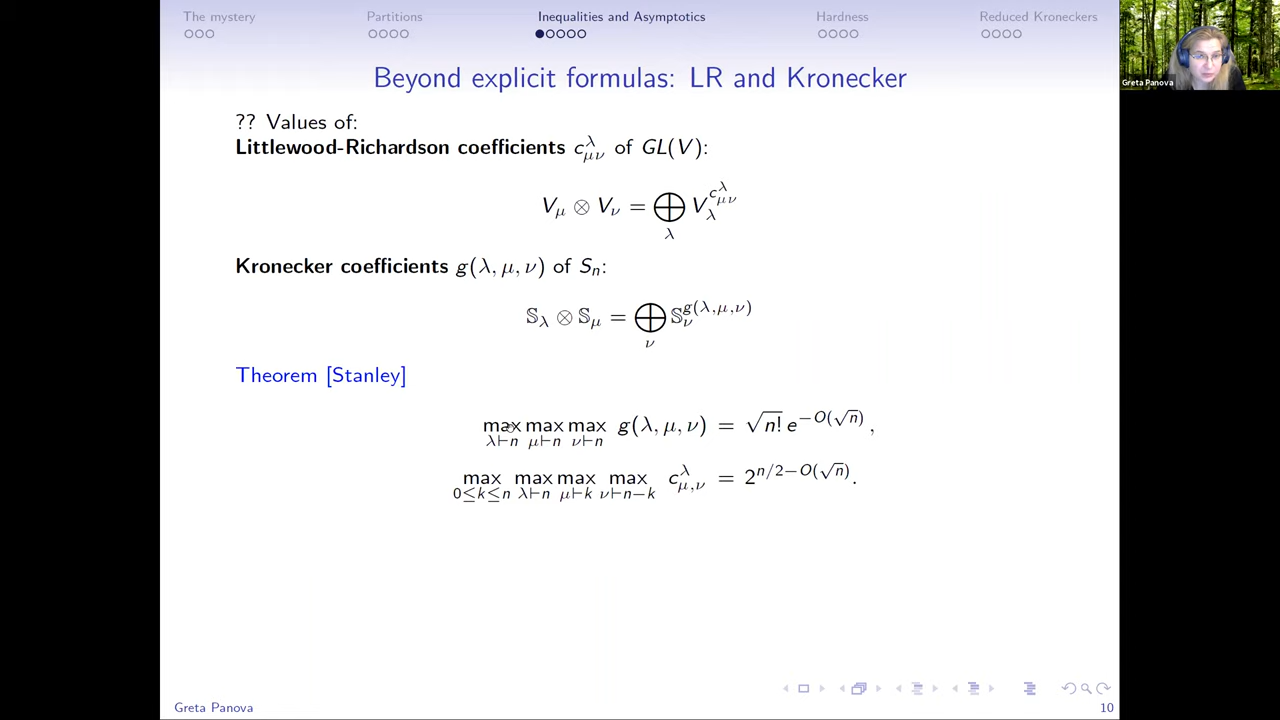 The mystery Partitions Inequalities and Asymptotics Hardness Reduced Kroneckers
Beyond explicit formulas: LR and Kronecker
?? Values of:
Littlewood-Richardson coefficients c^λ_{μν} of GL(V):
V_μ ⊗ V_ν = ⊕_λ V_λ^{c^λ_{μν}}
Kronecker coefficients g(λ, μ, ν) of S_n:
𝕊_λ ⊗ 𝕊_μ = ⊕_ν 𝕊_ν^{g(λ,μ,ν)}
Theorem [Stanley]
max_{λ⊢n} max_{μ⊢n} max_{ν⊢n} g(λ, μ, ν) = √n! e^{−O(√n)} ,
max_{0≤k≤n} max_{λ⊢n} max_{μ⊢k} max_{ν⊢n−k} c^λ_{μ,ν} = 2^{n/2−O(√n)}.
Greta Panova 10
Greta Panova